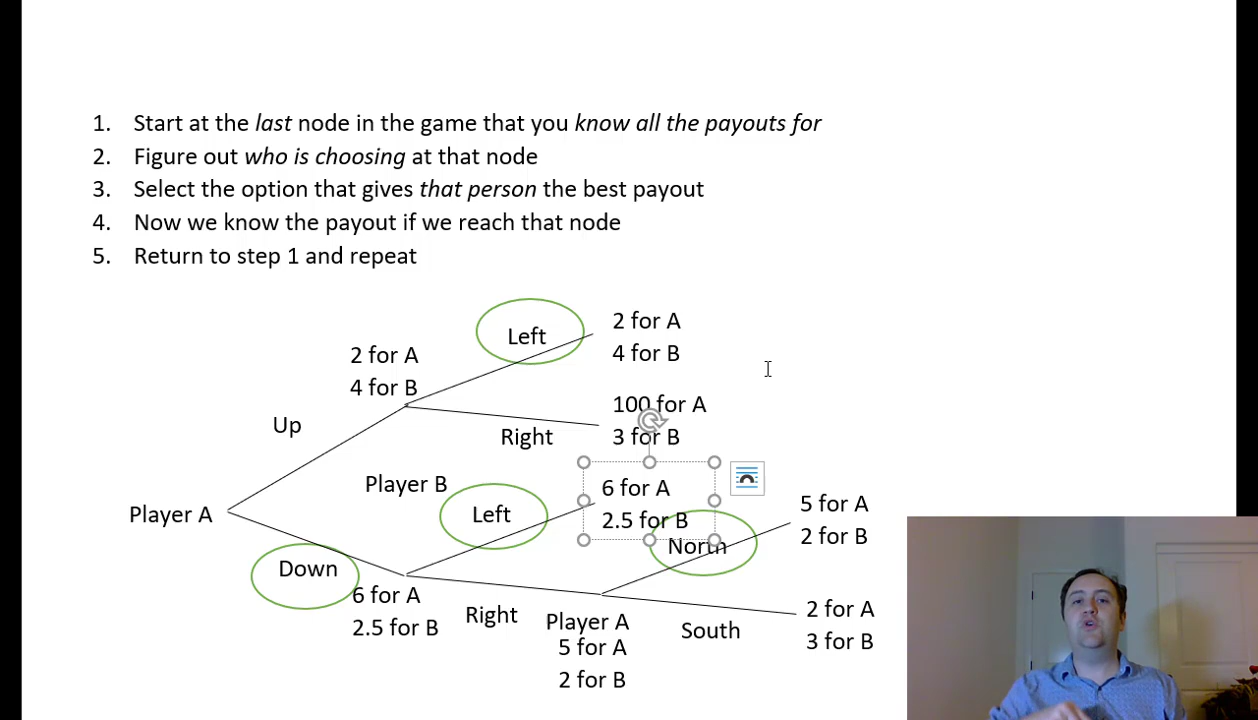 1. Start at the last node in the game that you know all the payouts for
2. Figure out who is choosing at that node
3. Select the option that gives that person the best payout
4. Now we know the payout if we reach that node
5. Return to step 1 and repeat
Left
2 for A
4 for B
2 for A
4 for B
Up
Right
100 for A
3 for B
Player A
Player B
Left
6 for A
2.5 for B
North
5 for A
2 for B
Down
6 for A
2.5 for B
Right
Player A
5 for A
2 for B
South
2 for A
3 for B